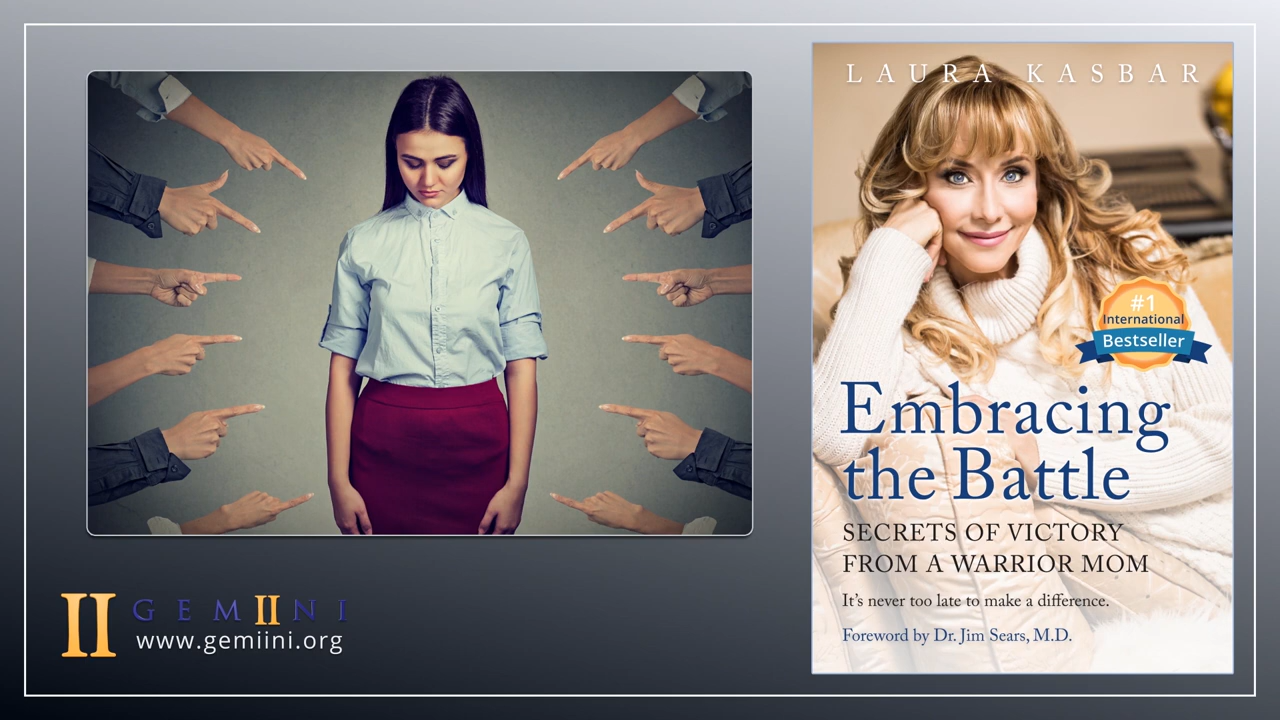 LAURA KASBAR
#1
International
Bestseller
Embracing
the Battle
SECRETS OF VICTORY
FROM A WARRIOR MOM
It's never too late to make a difference.
Foreword by Dr. Jim Sears, M.D.
II GEMIINI
www.gemiini.org